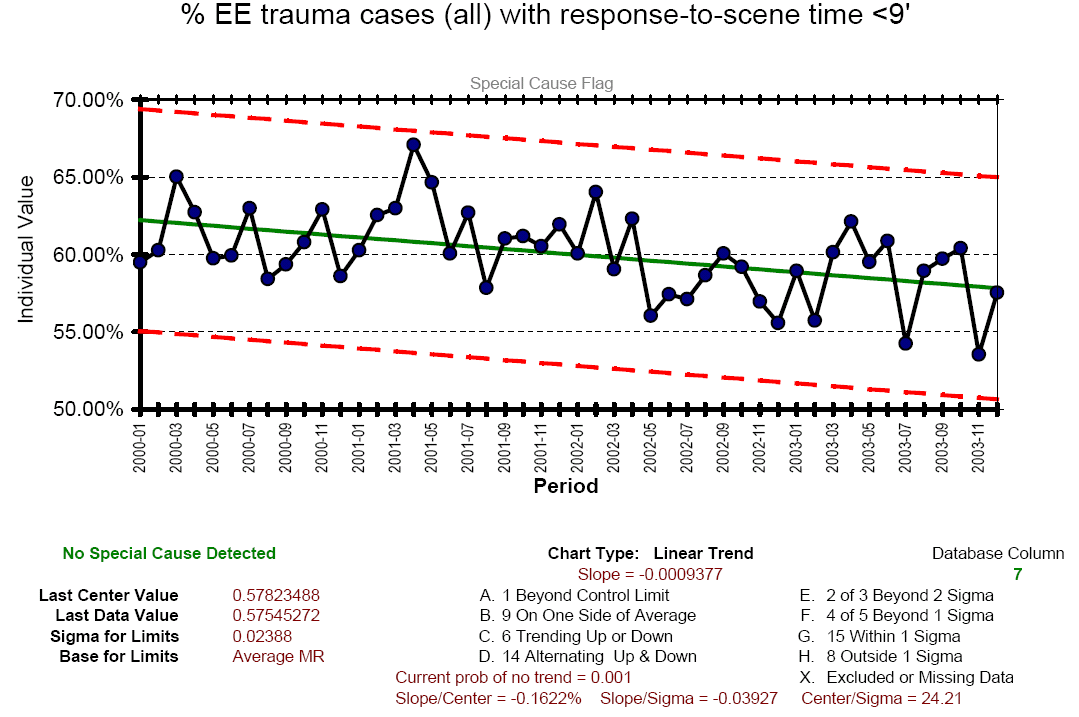 % EE trauma cases (all) with response-to-scene time <9'
Special Cause Flag
70.00%
65.00%
60.00%
55.00%
50.00%
Individual Value
2000-01 2000-03 2000-05 2000-07 2000-09 2000-11 2001-01 2001-03 2001-05 2001-07 2001-09 2001-11 2002-01 2002-03 2002-05 2002-07 2002-09 2002-11 2003-01 2003-03 2003-05 2003-07 2003-09 2003-11
Period
No Special Cause Detected Chart Type: Linear Trend Database Column
Slope = -0.0009377 7
Last Center Value 0.57823488 A. 1 Beyond Control Limit E. 2 of 3 Beyond 2 Sigma
Last Data Value 0.57545272 B. 9 On One Side of Average F. 4 of 5 Beyond 1 Sigma
Sigma for Limits 0.02388 C. 6 Trending Up or Down G. 15 Within 1 Sigma
Base for Limits Average MR D. 14 Alternating Up & Down H. 8 Outside 1 Sigma
Current prob of no trend = 0.001 X. Excluded or Missing Data
Slope/Center = -0.1622% Slope/Sigma = -0.03927 Center/Sigma = 24.21